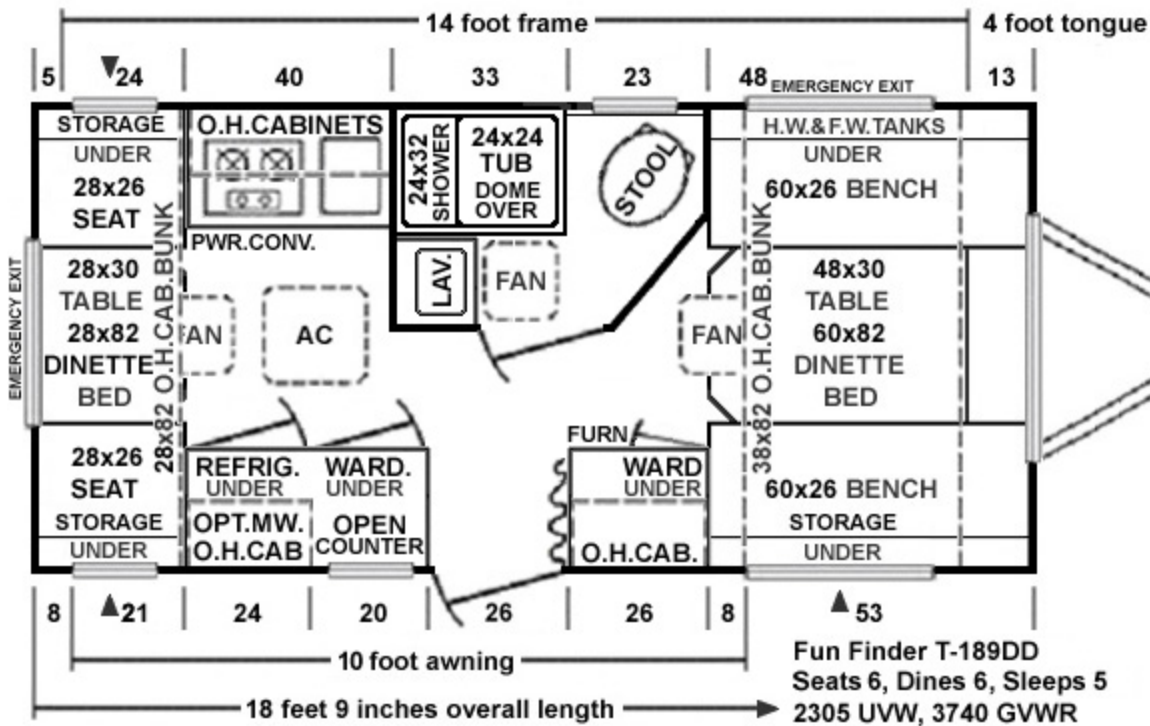 14 foot frame
4 foot tongue
5
24
40
33
23
48
EMERGENCY EXIT
13
STORAGE
UNDER
28x26
SEAT
O.H.CABINETS
PWR.CONV.
24x32
SHOWER
24x24
TUB
DOME
OVER
STOOL
H.W.&F.W.TANKS
UNDER
60x26 BENCH
EMERGENCY EXIT
28x30
TABLE
28x82
DINETTE
BED
28x82 O.H.CAB.BUNK
FAN
AC
LAV.
FAN
FAN
38x82 O.H.CAB.BUNK
48x30
TABLE
60x82
DINETTE
BED
28x26
SEAT
STORAGE
UNDER
REFRIG.
UNDER
OPT.MW.
O.H.CAB
WARD.
UNDER
OPEN
COUNTER
FURN
WARD
UNDER
O.H.CAB.
60x26 BENCH
STORAGE
UNDER
8
21
24
20
26
26
8
53
10 foot awning
18 feet 9 inches overall length
Fun Finder T-189DD
Seats 6, Dines 6, Sleeps 5
2305 UVW, 3740 GVWR